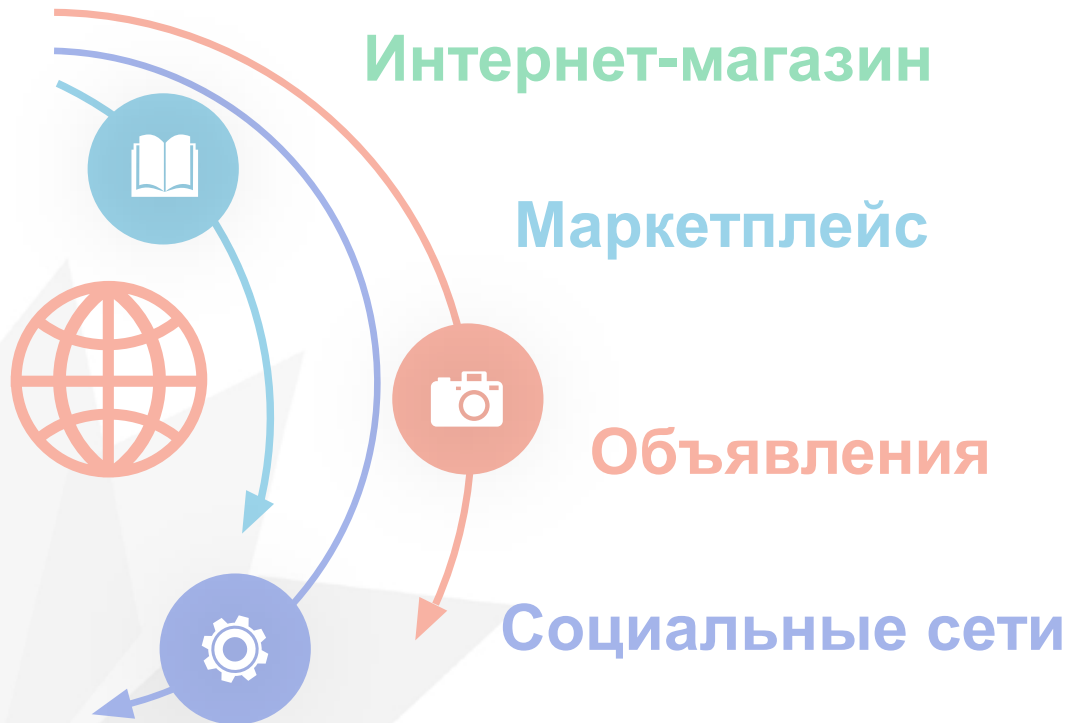 Интернет-магазин
Маркетплейс
Объявления
Социальные сети